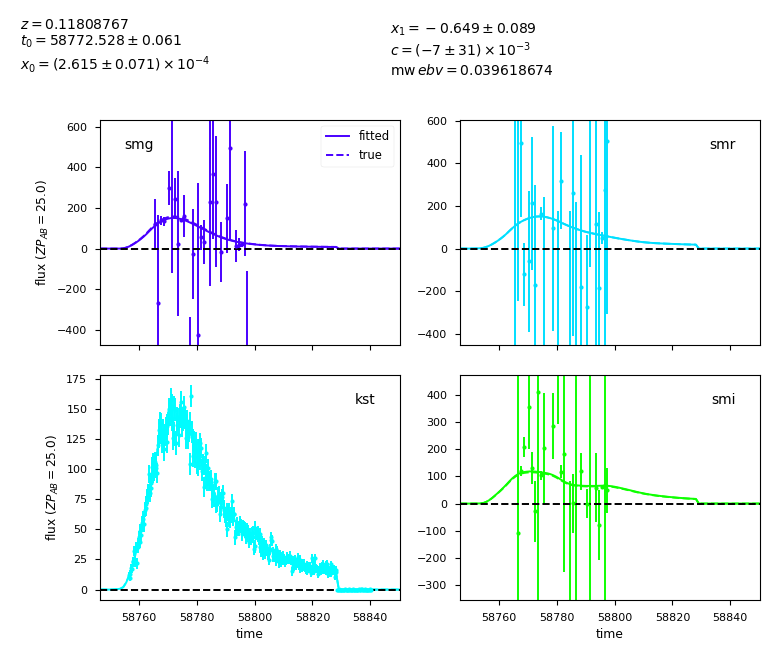 z = 0.11808767
t₀ = 58772.528 ± 0.061
x₀ = (2.615 ± 0.071) × 10⁻⁴
x₁ = −0.649 ± 0.089
c = (−7 ± 31) × 10⁻³
mw ebv = 0.039618674
smg
fitted
true
600
400
200
0
−200
−400
flux (ZP_AB = 25.0)
smr
600
400
200
0
−200
−400
kst
175
150
125
100
75
50
25
0
flux (ZP_AB = 25.0)
58760 58780 58800 58820 58840
time
smi
400
300
200
100
0
−100
−200
−300
58760 58780 58800 58820 58840
time